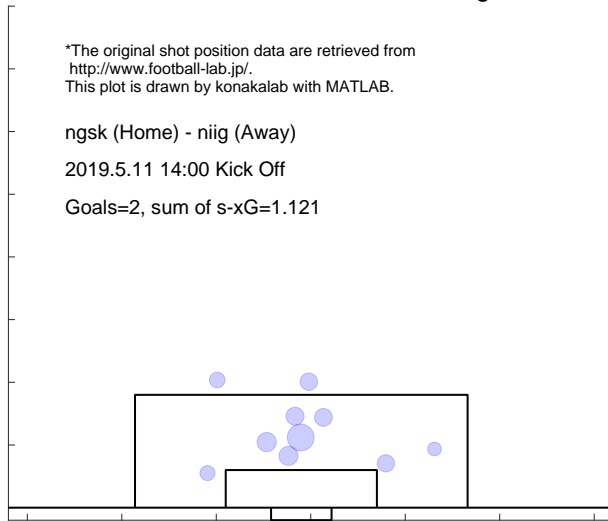 *The original shot position data are retrieved from
http://www.football-lab.jp/.
This plot is drawn by konakalab with MATLAB.
ngsk (Home) - niig (Away)
2019.5.11 14:00 Kick Off
Goals=2, sum of s-xG=1.121